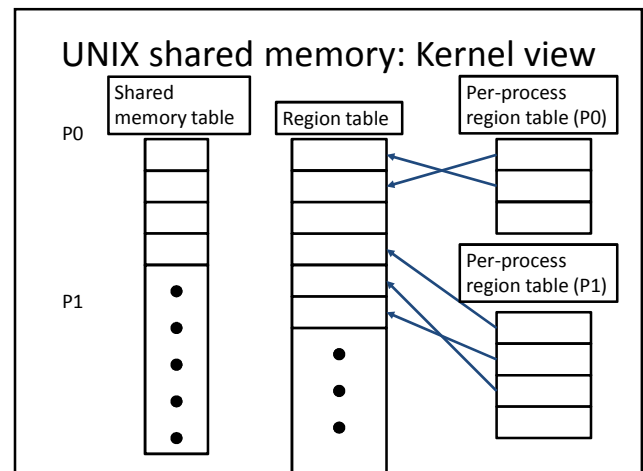 UNIX shared memory: Kernel view
Shared
memory table
Region table
Per-process
region table (P0)
P0
Per-process
region table (P1)
P1